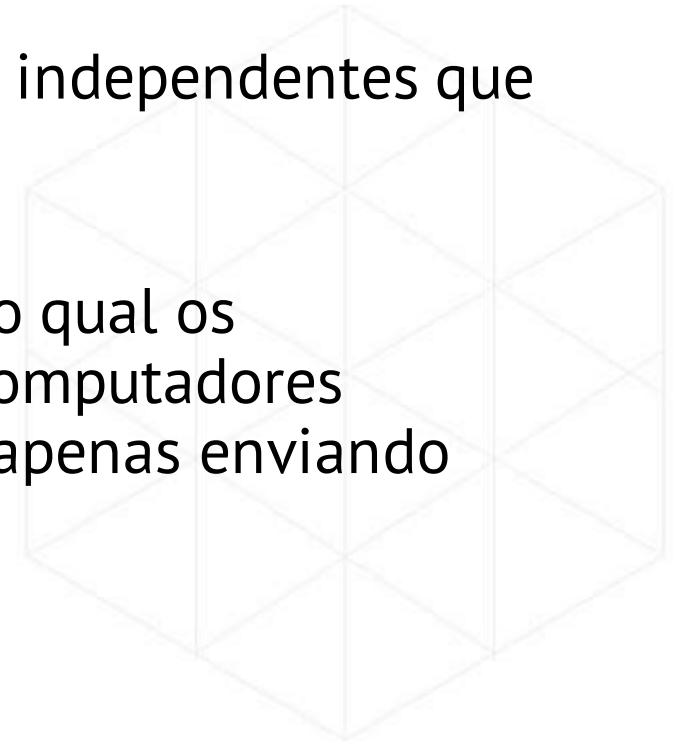 independentes que
o qual os
omputadores
apenas enviando